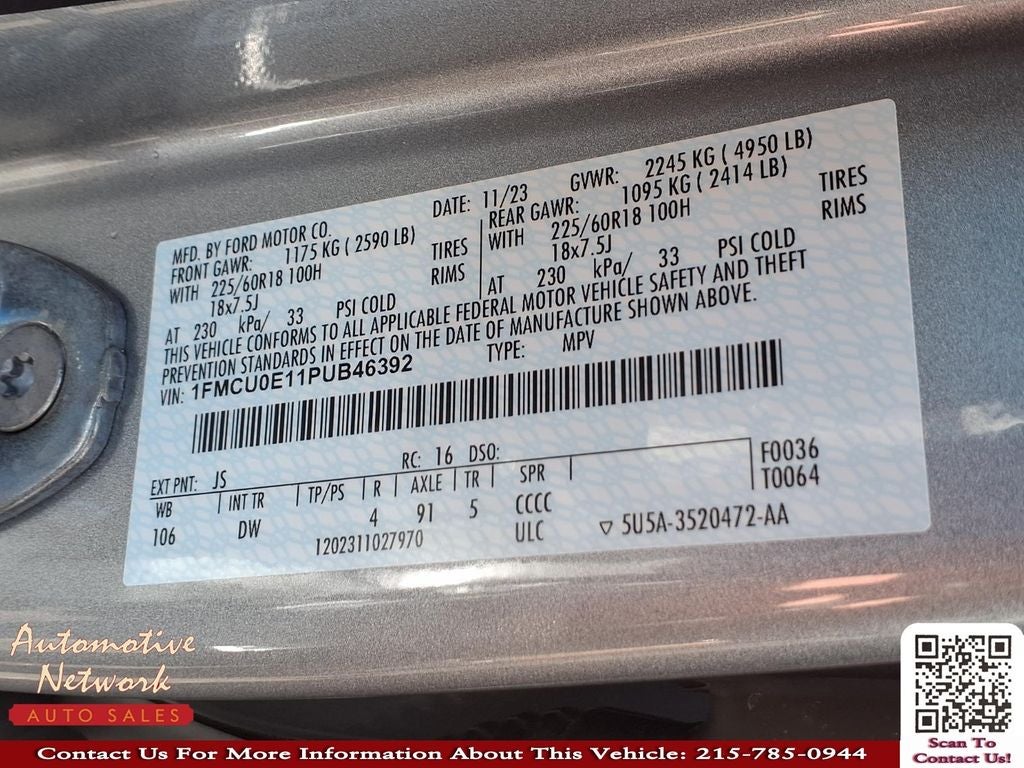 MFD. BY FORD MOTOR CO.
DATE: 11/23
GVWR: 2245 KG ( 4950 LB)
FRONT GAWR: 1175 KG ( 2590 LB)
WITH 225/60R18 100H TIRES
18x7.5J RIMS
AT 230 kPa/ 33 PSI COLD
REAR GAWR: 1095 KG ( 2414 LB)
WITH 225/60R18 100H TIRES
18x7.5J RIMS
AT 230 kPa/ 33 PSI COLD
THIS VEHICLE CONFORMS TO ALL APPLICABLE FEDERAL MOTOR VEHICLE SAFETY AND THEFT
PREVENTION STANDARDS IN EFFECT ON THE DATE OF MANUFACTURE SHOWN ABOVE.
VIN: 1FMCU0E11PUB46392 TYPE: MPV
EXT PNT: JS RC: 16 DSO: F0036
WB INT TR TP/PS R AXLE TR SPR T0064
106 DW 4 91 5 CCCC
1202311027970 ULC 5U5A-3520472-AA
Automotive
Network
AUTO SALES
Scan To
Contact Us!
Contact Us For More Information About This Vehicle: 215-785-0944